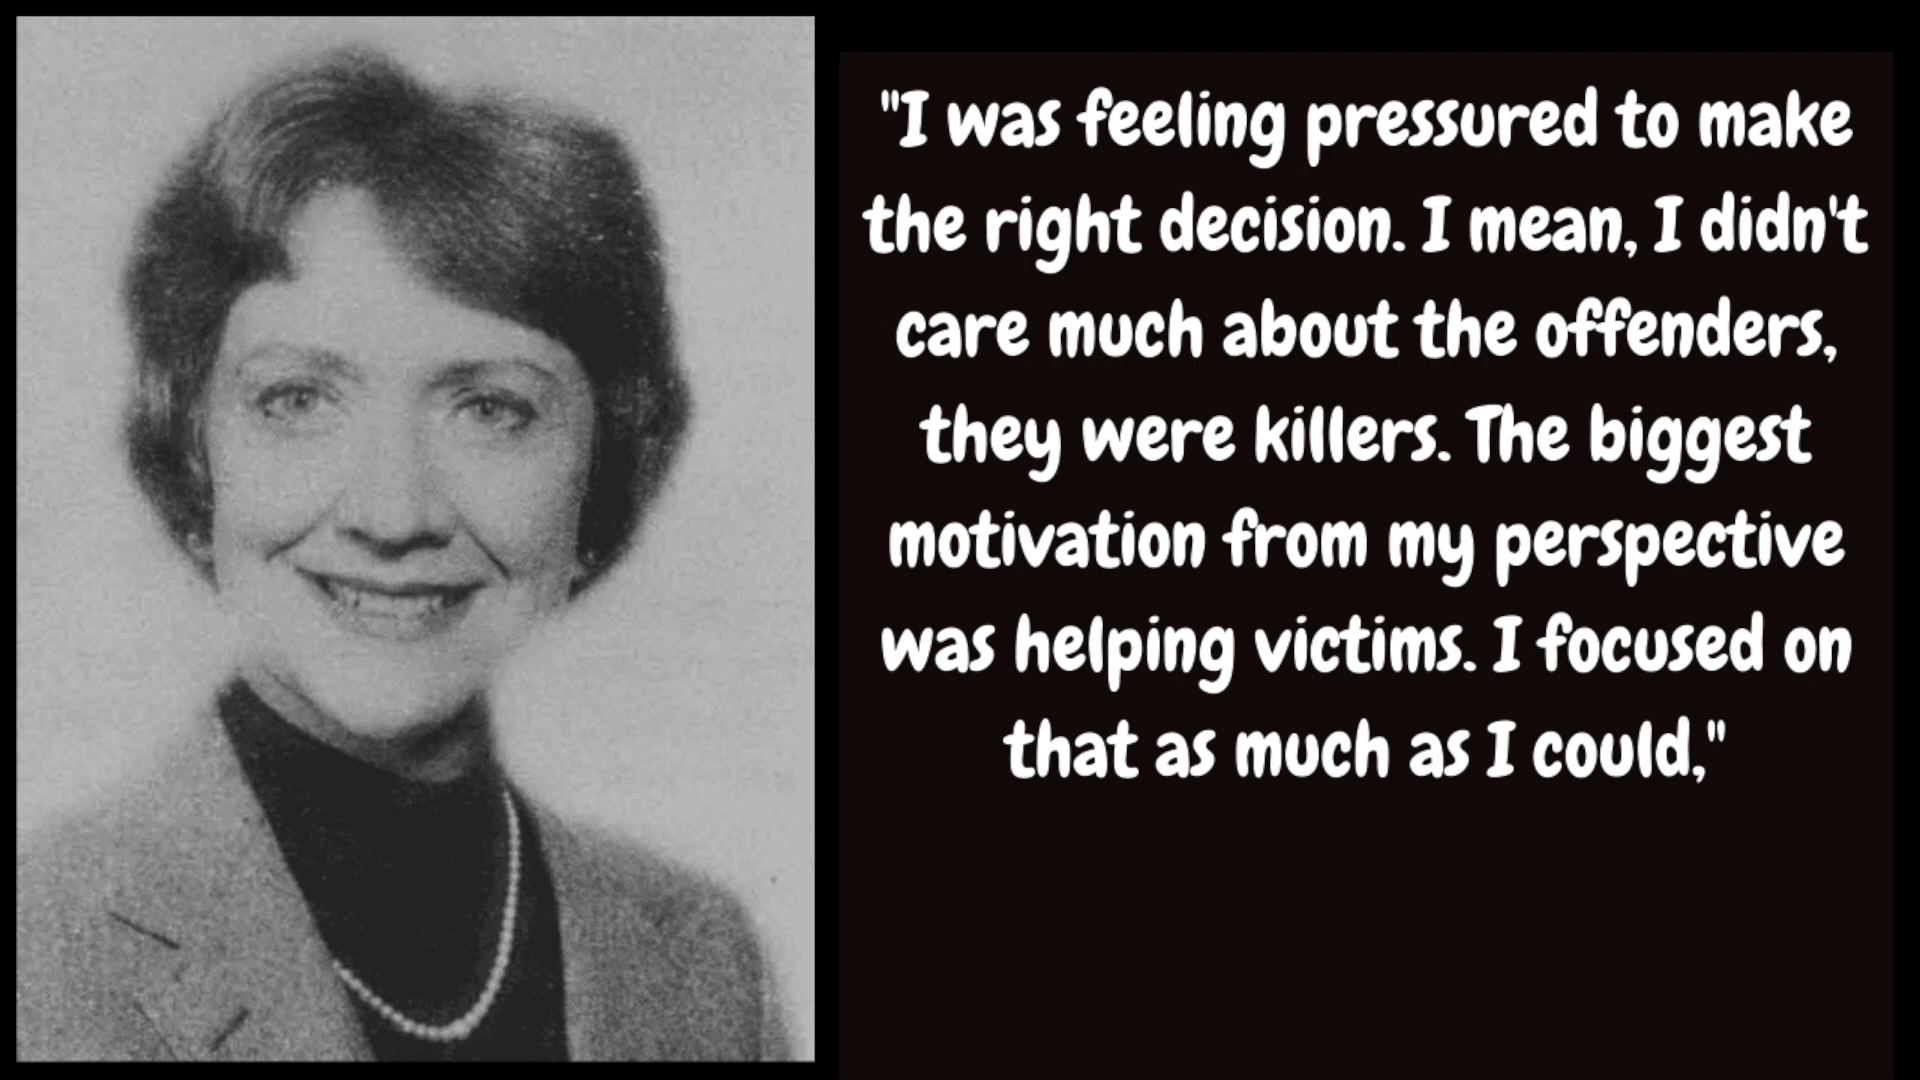 "I was feeling pressured to make
the right decision. I mean, I didn't
care much about the offenders,
they were killers. The biggest
motivation from my perspective
was helping victims. I focused on
that as much as I could,"